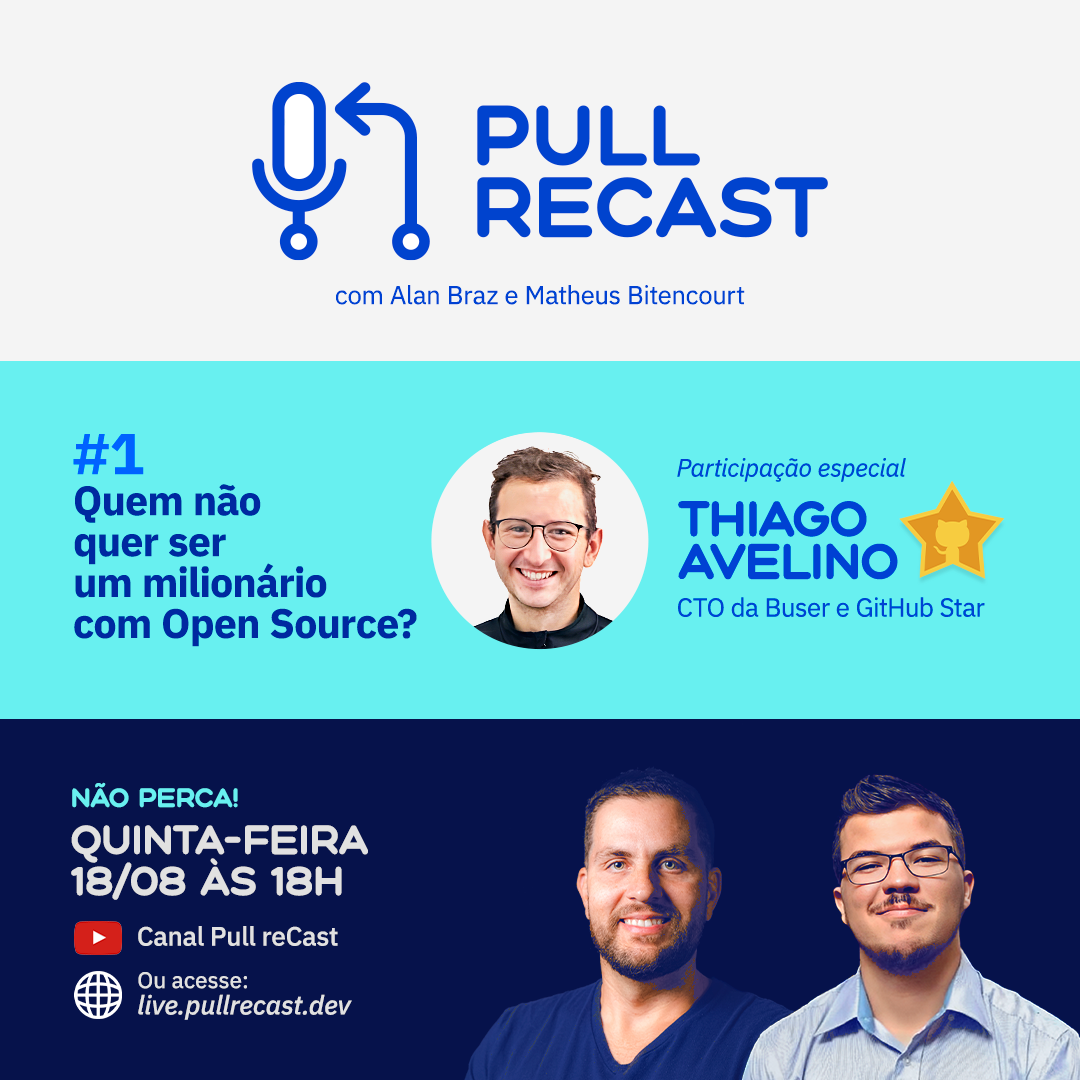 PULL
RECAST
com Alan Braz e Matheus Bitencourt
#1
Quem não
quer ser
um milionário
com Open Source?
Participação especial
THIAGO
AVELINO
CTO da Buser e GitHub Star
NÃO PERCA!
QUINTA-FEIRA
18/08 ÀS 18H
Canal Pull reCast
Ou acesse:
live.pullrecast.dev